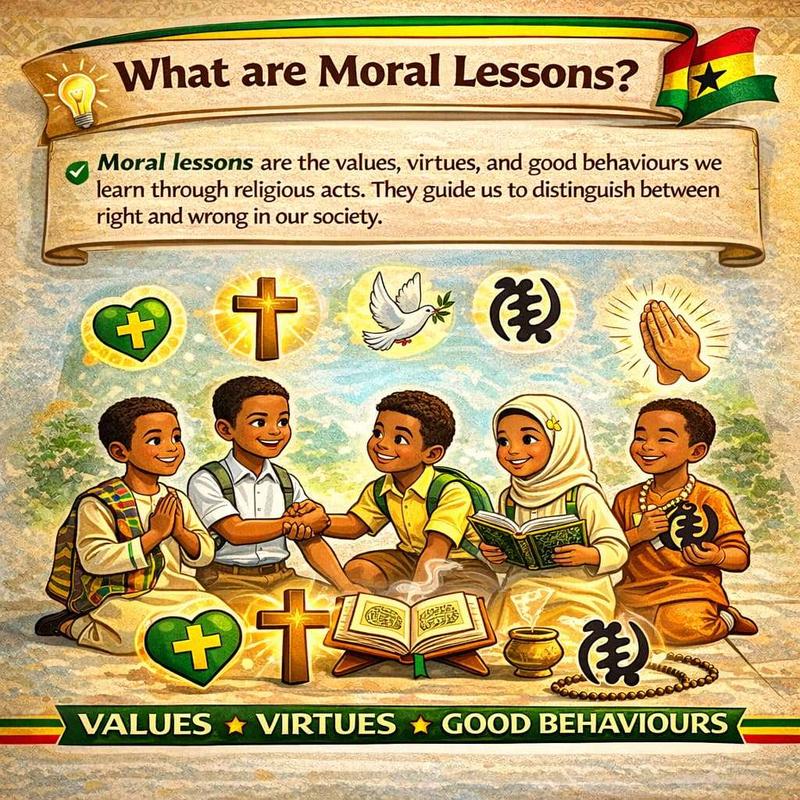 What are Moral Lessons?
Moral lessons are the values, virtues, and good behaviours we
learn through religious acts. They guide us to distinguish between
right and wrong in our society.
VALUES ★ VIRTUES ★ GOOD BEHAVIOURS